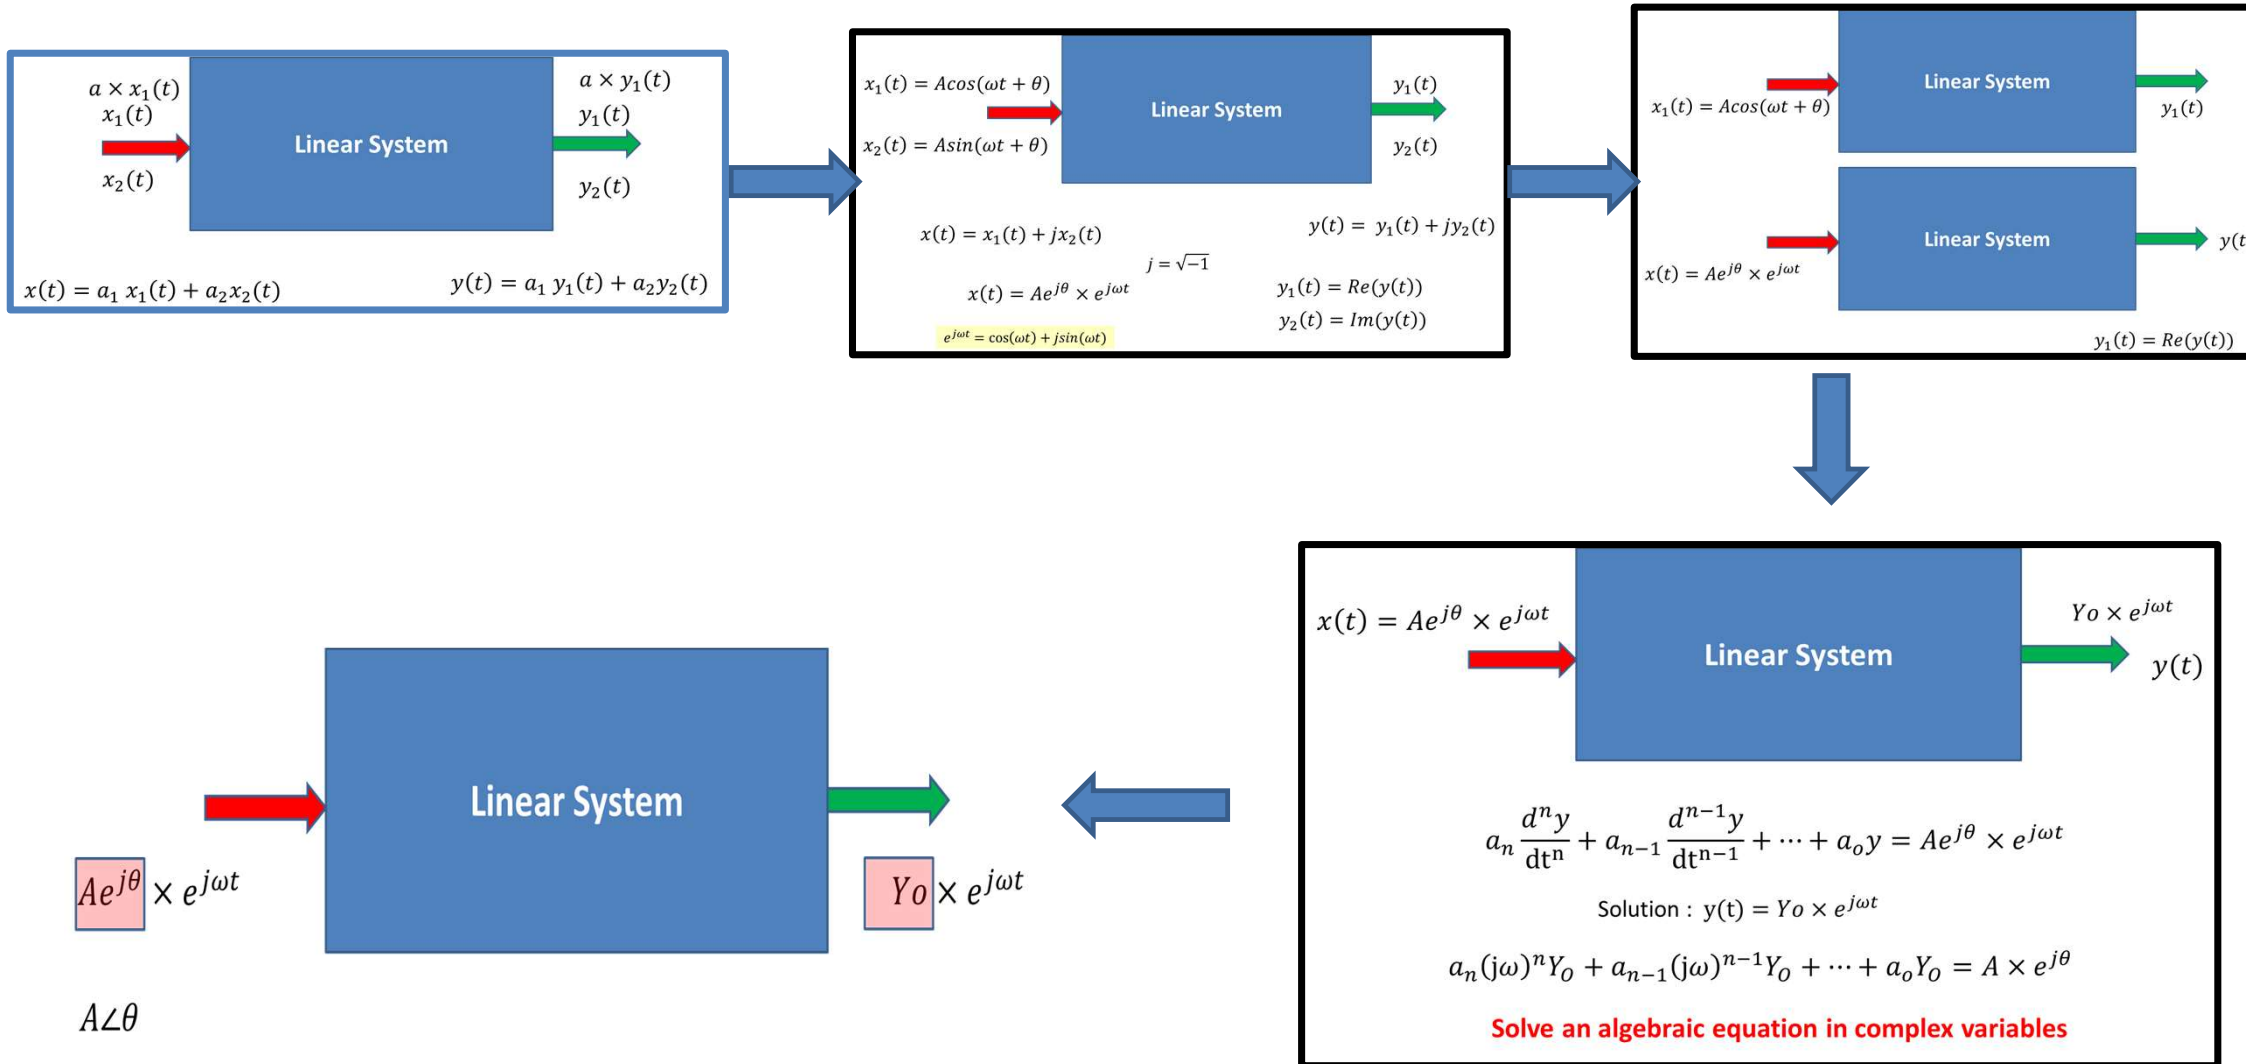 a × x₁(t)
x₁(t)
x₂(t)
Linear System
a × y₁(t)
y₁(t)
y₂(t)
x(t) = a₁ x₁(t) + a₂x₂(t)
y(t) = a₁ y₁(t) + a₂y₂(t)
x₁(t) = Acos(ωt + θ)
x₂(t) = Asin(ωt + θ)
Linear System
y₁(t)
y₂(t)
x(t) = x₁(t) + jx₂(t)
y(t) = y₁(t) + jy₂(t)
j = √−1
x(t) = Ae^{jθ} × e^{jωt}
y₁(t) = Re(y(t))
y₂(t) = Im(y(t))
e^{jωt} = cos(ωt) + jsin(ωt)
Linear System
x₁(t) = Acos(ωt + θ)
y₁(t)
Linear System
y(t
x(t) = Ae^{jθ} × e^{jωt}
y₁(t) = Re(y(t))
x(t) = Ae^{jθ} × e^{jωt}
Linear System
Yo × e^{jωt}
y(t)
a_n d^n y/dt^n + a_{n−1} d^{n−1} y/dt^{n−1} + ⋯ + a_o y = Ae^{jθ} × e^{jωt}
Solution : y(t) = Yo × e^{jωt}
a_n(jω)^n Y_O + a_{n−1}(jω)^{n−1} Y_O + ⋯ + a_o Y_O = A × e^{jθ}
Solve an algebraic equation in complex variables
Linear System
Ae^{jθ} × e^{jωt}
Yo × e^{jωt}
A∠θ